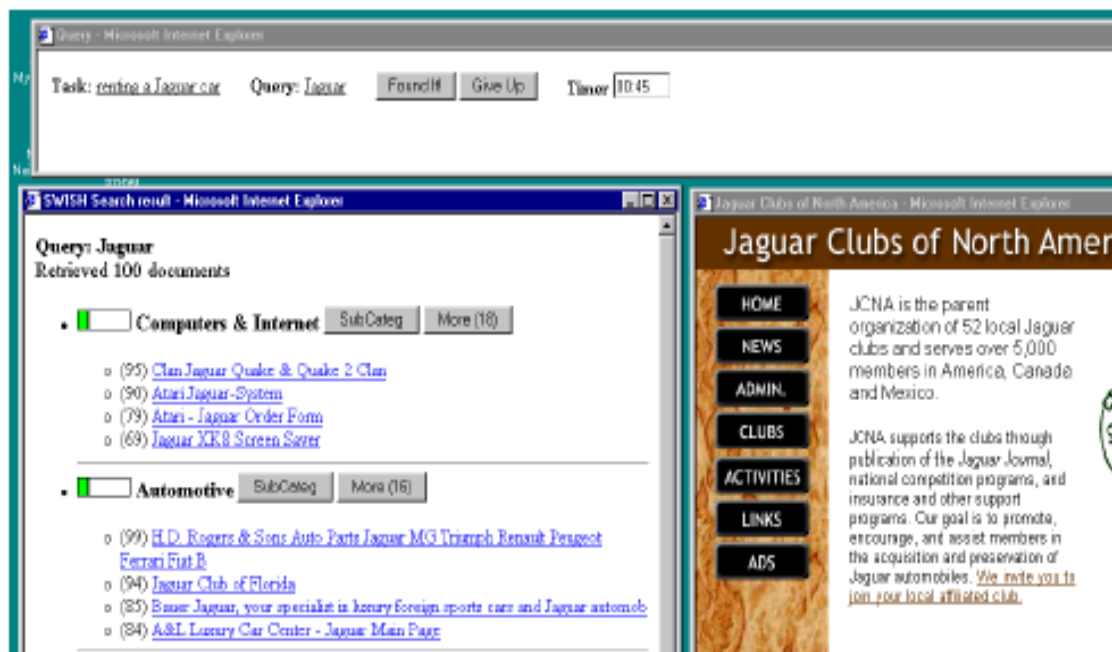 Query - Microsoft Internet Explorer
Task: renting a Jaguar car Query: Jaguar FoundIt! Give Up Timer 10:45
SWISH Search result - Microsoft Internet Explorer
Query: Jaguar
Retrieved 100 documents
Computers & Internet SubCateg More (18)
(95) Clan Jaguar Quake & Quake 2 Clan
(90) Atari Jaguar-System
(79) Atari - Jaguar Order Form
(69) Jaguar XK8 Screen Saver
Automotive SubCateg More (16)
(99) H.D. Rogers & Sons Auto Parts Jaguar MG Triumph Renault Peugeot
Ferrari Fiat B
(94) Jaguar Club of Florida
(85) Bauer Jaguar, your specialist in luxury foreign sports cars and Jaguar automob
(84) A&L Luxury Car Center - Jaguar Main Page
Jaguar Clubs of North America - Microsoft Internet Explorer
Jaguar Clubs of North Amer
HOME
NEWS
ADMIN.
CLUBS
ACTIVITIES
LINKS
ADS
JCNA is the parent
organization of 52 local Jaguar
clubs and serves over 5,000
members in America, Canada
and Mexico.
JCNA supports the clubs through
publication of the Jaguar Journal,
national competition programs, and
insurance and other support
programs. Our goal is to promote,
encourage, and assist members in
the acquisition and preservation of
Jaguar automobiles. We invite you to
join your local affiliated club.